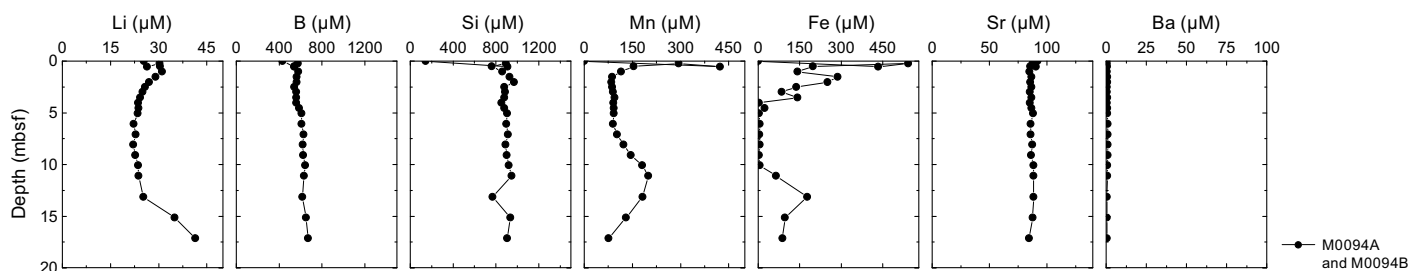 Li (µM)
B (µM)
Si (µM)
Mn (µM)
Fe (µM)
Sr (µM)
Ba (µM)
0 15 30 45
0 400 800 1200
0 400 800 1200
0 150 300 450
0 150 300 450
0 50 100
0 25 50 75 100
Depth (mbsf)
0
5
10
15
20
M0094A
and M0094B